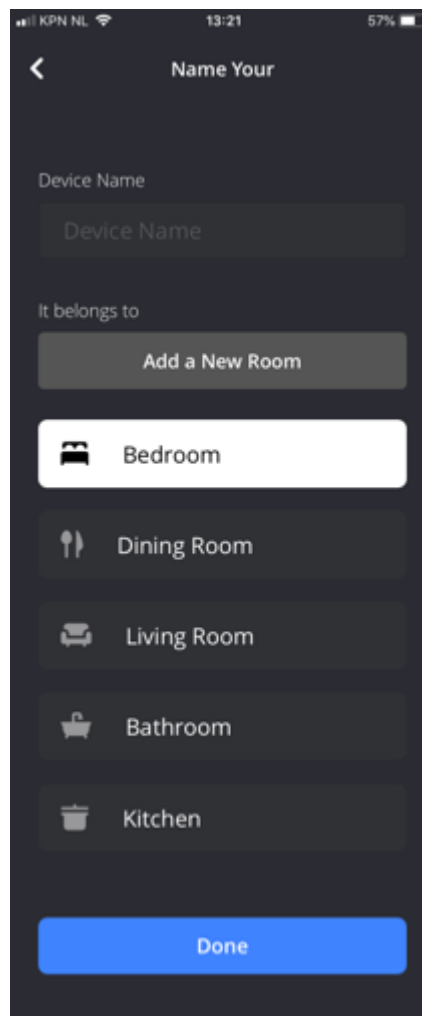 KPN NL 13:21 57%
Name Your
Device Name
Device Name
It belongs to
Add a New Room
Bedroom
Dining Room
Living Room
Bathroom
Kitchen
Done